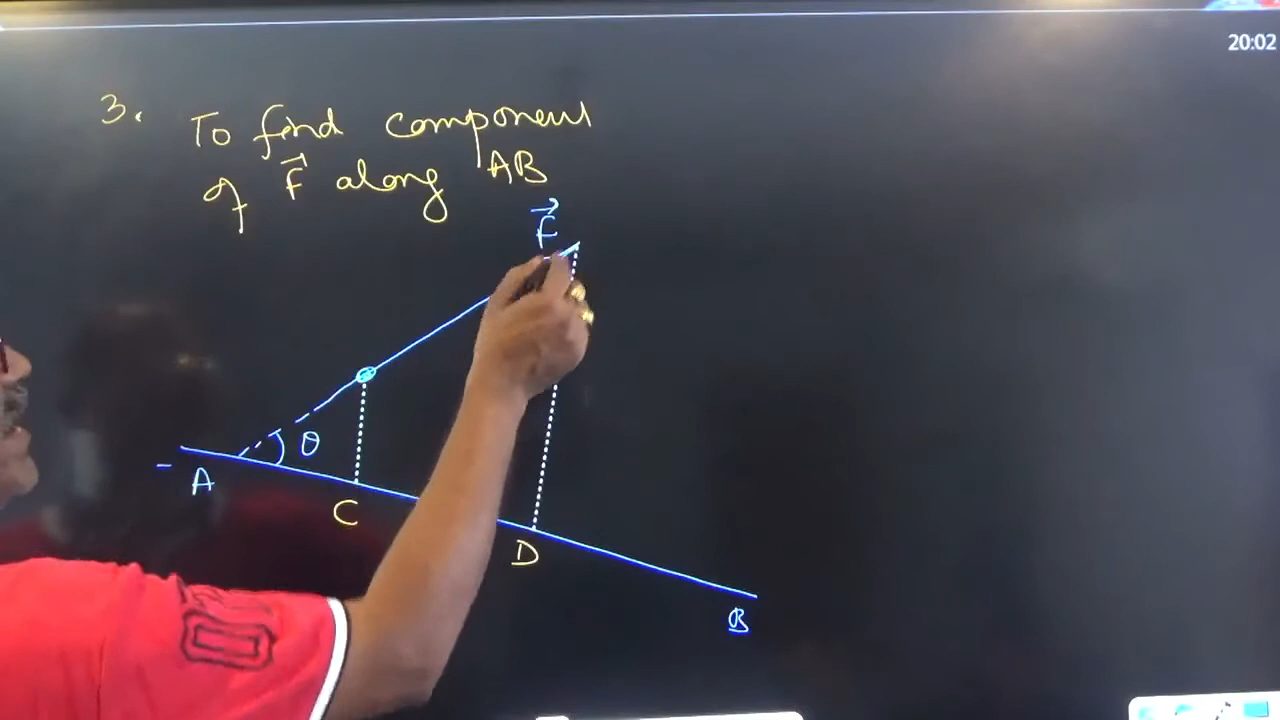 20:02
3. To find component
of F⃗ along AB
F⃗
θ
A
C
D
B